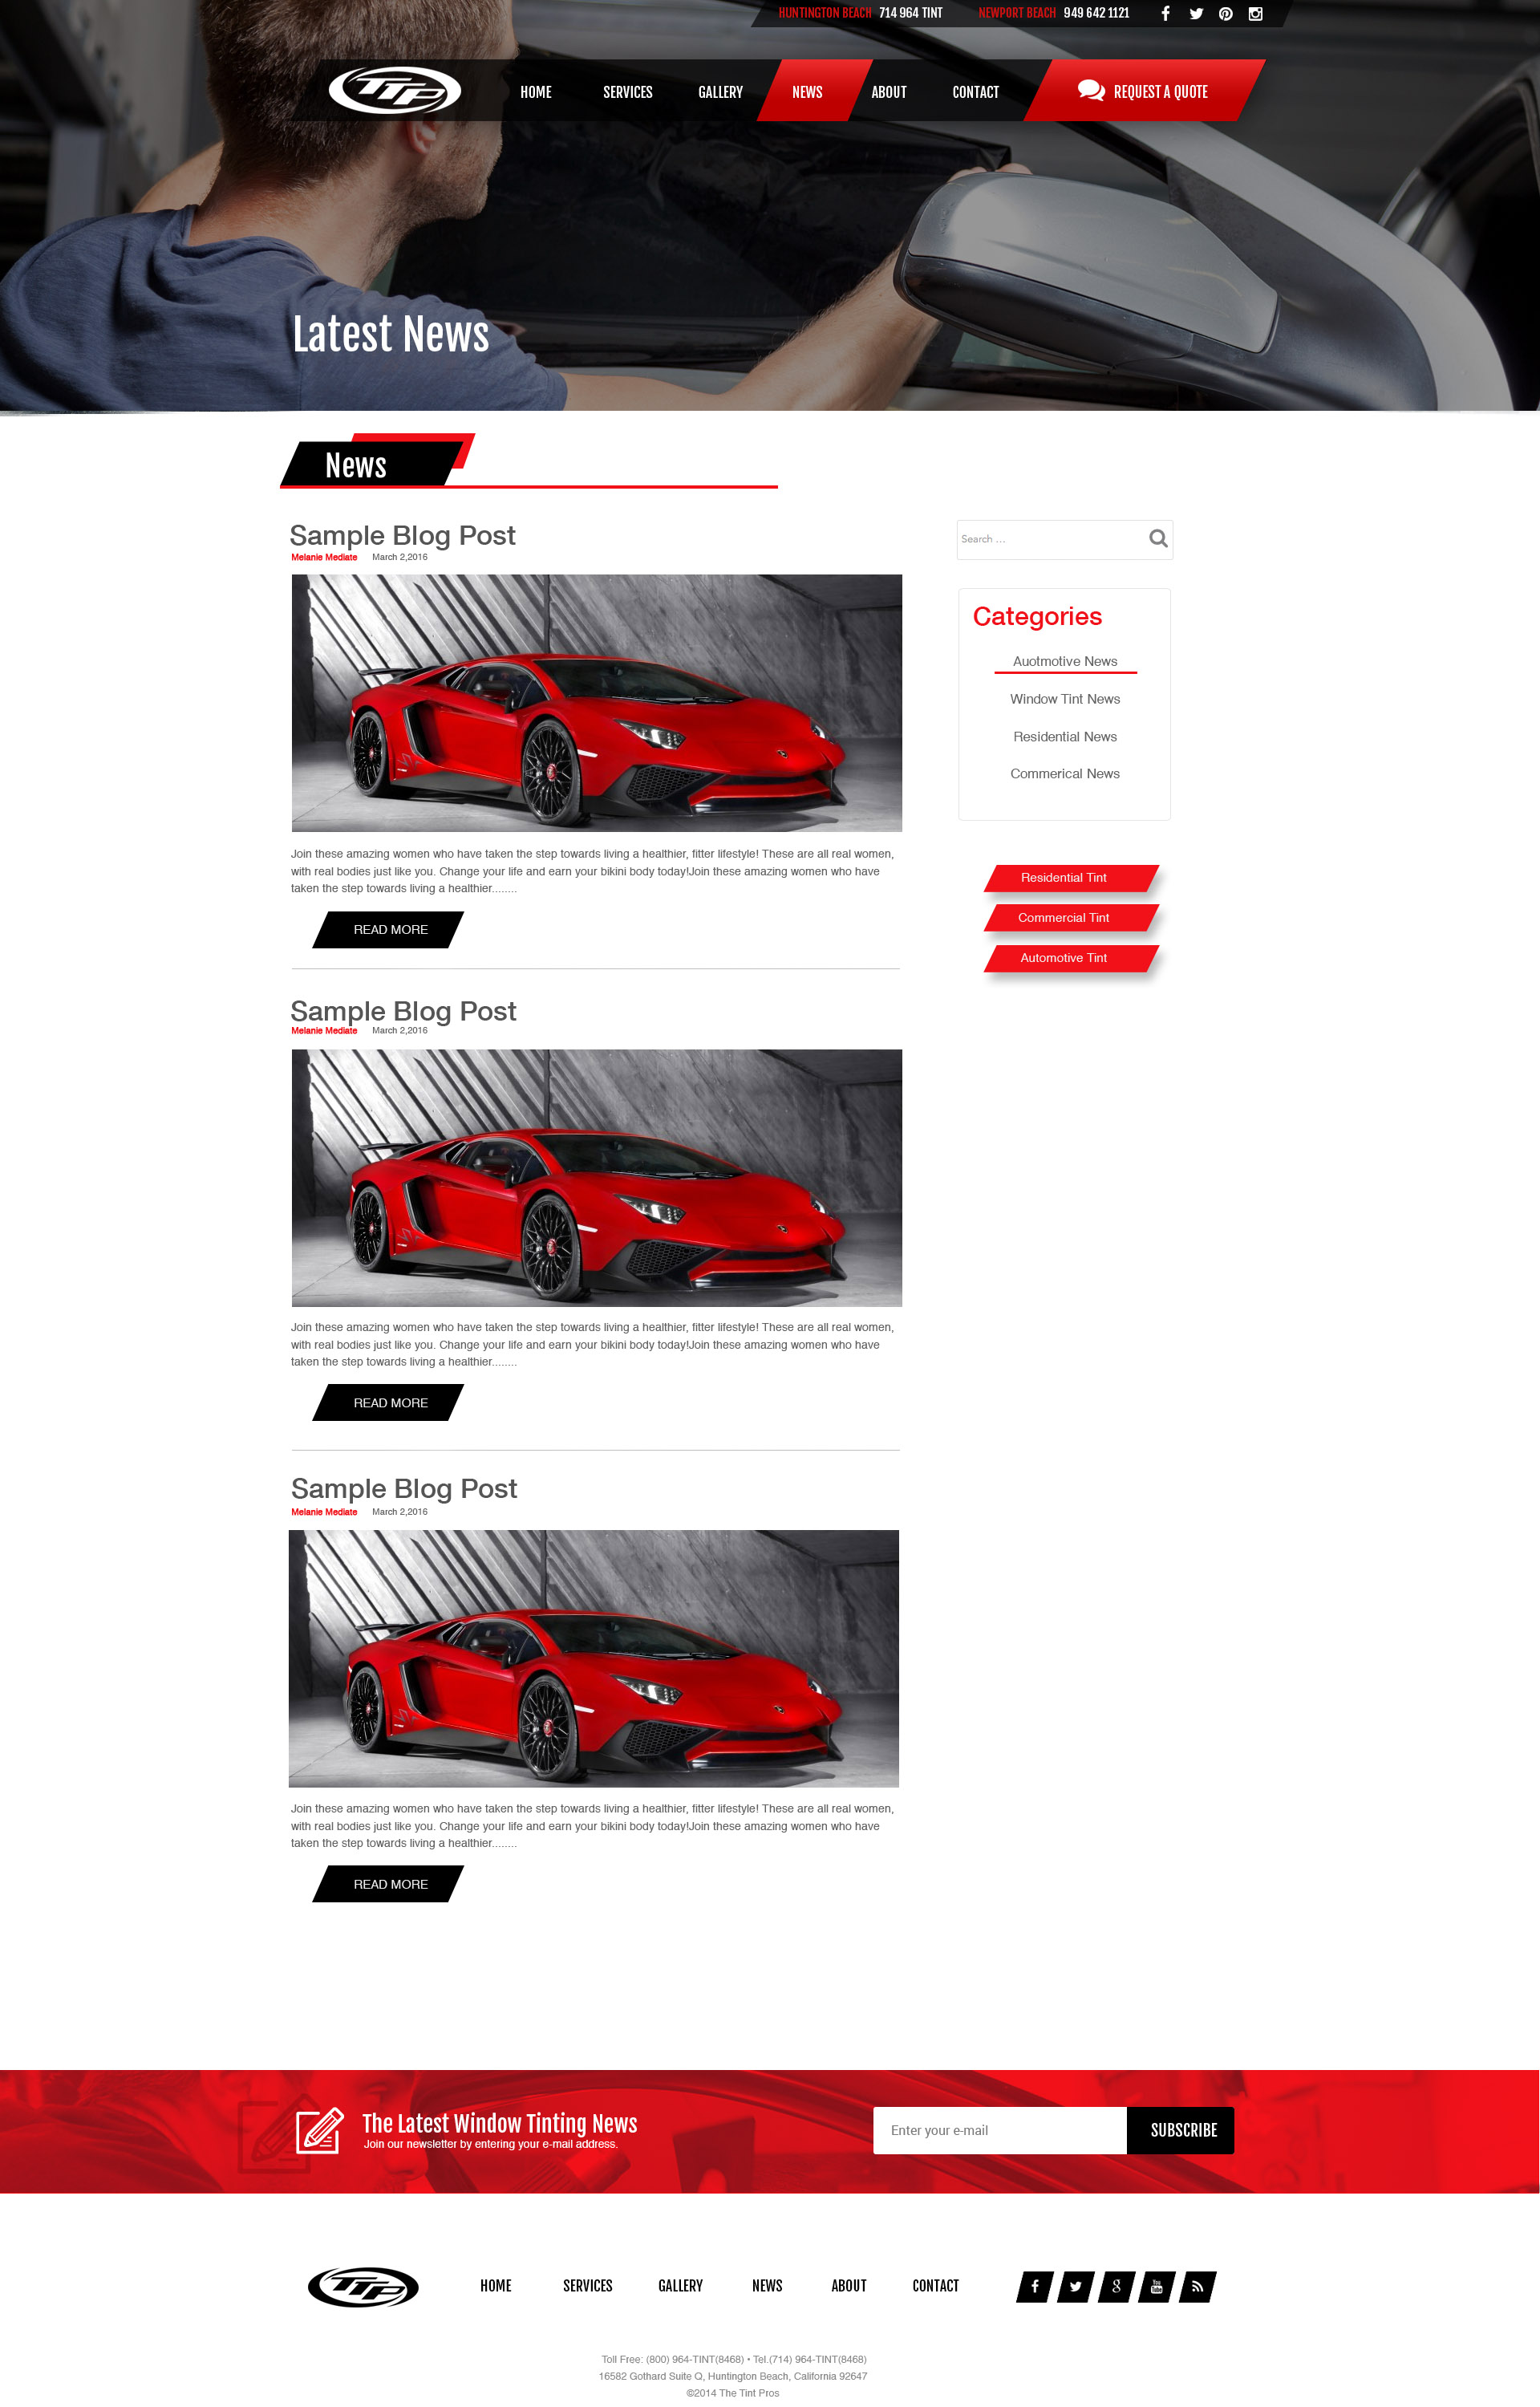 HUNTINGTON BEACH 714 964 TINT NEWPORT BEACH 949 642 1121
TTP HOME SERVICES GALLERY NEWS ABOUT CONTACT REQUEST A QUOTE
Latest News
News
Sample Blog Post
Melanie Mediate March 2,2016
Join these amazing women who have taken the step towards living a healthier, fitter lifestyle! These are all real women,
with real bodies just like you. Change your life and earn your bikini body today!Join these amazing women who have
taken the step towards living a healthier........
READ MORE
Sample Blog Post
Melanie Mediate March 2,2016
Join these amazing women who have taken the step towards living a healthier, fitter lifestyle! These are all real women,
with real bodies just like you. Change your life and earn your bikini body today!Join these amazing women who have
taken the step towards living a healthier........
READ MORE
Sample Blog Post
Melanie Mediate March 2,2016
Join these amazing women who have taken the step towards living a healthier, fitter lifestyle! These are all real women,
with real bodies just like you. Change your life and earn your bikini body today!Join these amazing women who have
taken the step towards living a healthier........
READ MORE
Search ...
Categories
Auotmotive News
Window Tint News
Residential News
Commerical News
Residential Tint
Commercial Tint
Automotive Tint
The Latest Window Tinting News
Join our newsletter by entering your e-mail address.
Enter your e-mail SUBSCRIBE
TTP HOME SERVICES GALLERY NEWS ABOUT CONTACT
Toll Free: (800) 964-TINT(8468) • Tel.(714) 964-TINT(8468)
16582 Gothard Suite Q, Huntington Beach, California 92647
©2014 The Tint Pros